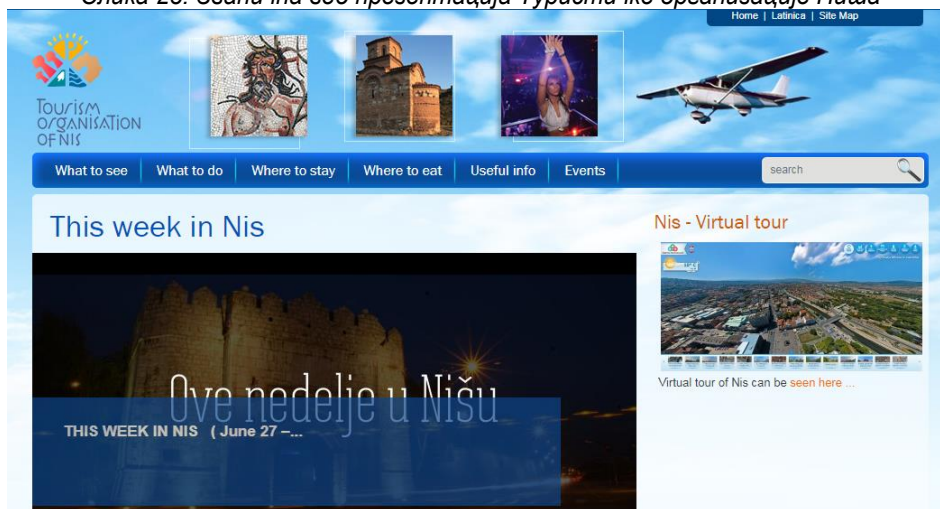 Home | Latinica | Site Map
TOURISM
ORGANISATION
OF NIS
What to see
What to do
Where to stay
Where to eat
Useful info
Events
search
This week in Nis
Nis - Virtual tour
Ove nedelje u Nišu
THIS WEEK IN NIS ( June 27 –...
Virtual tour of Nis can be seen here ...